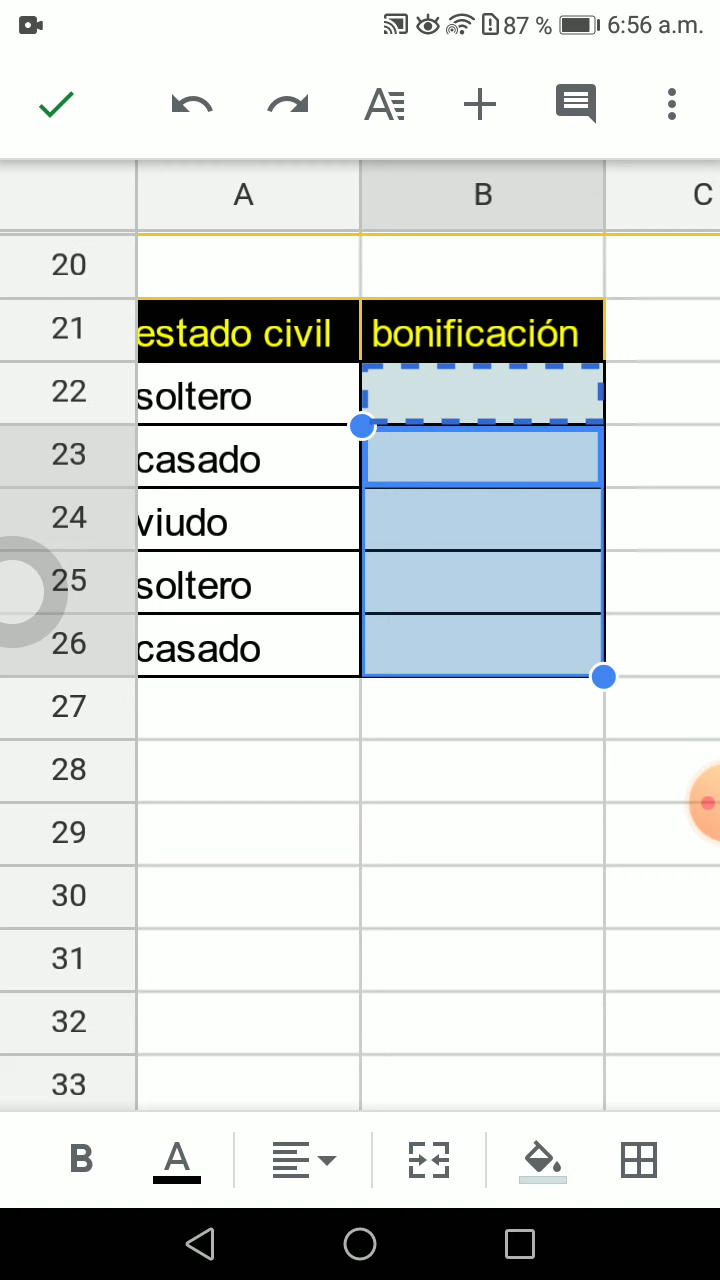 87 % 6:56 a.m.
A B C
20
21 estado civil bonificación
22 soltero
23 casado
24 viudo
25 soltero
26 casado
27
28
29
30
31
32
33
B A